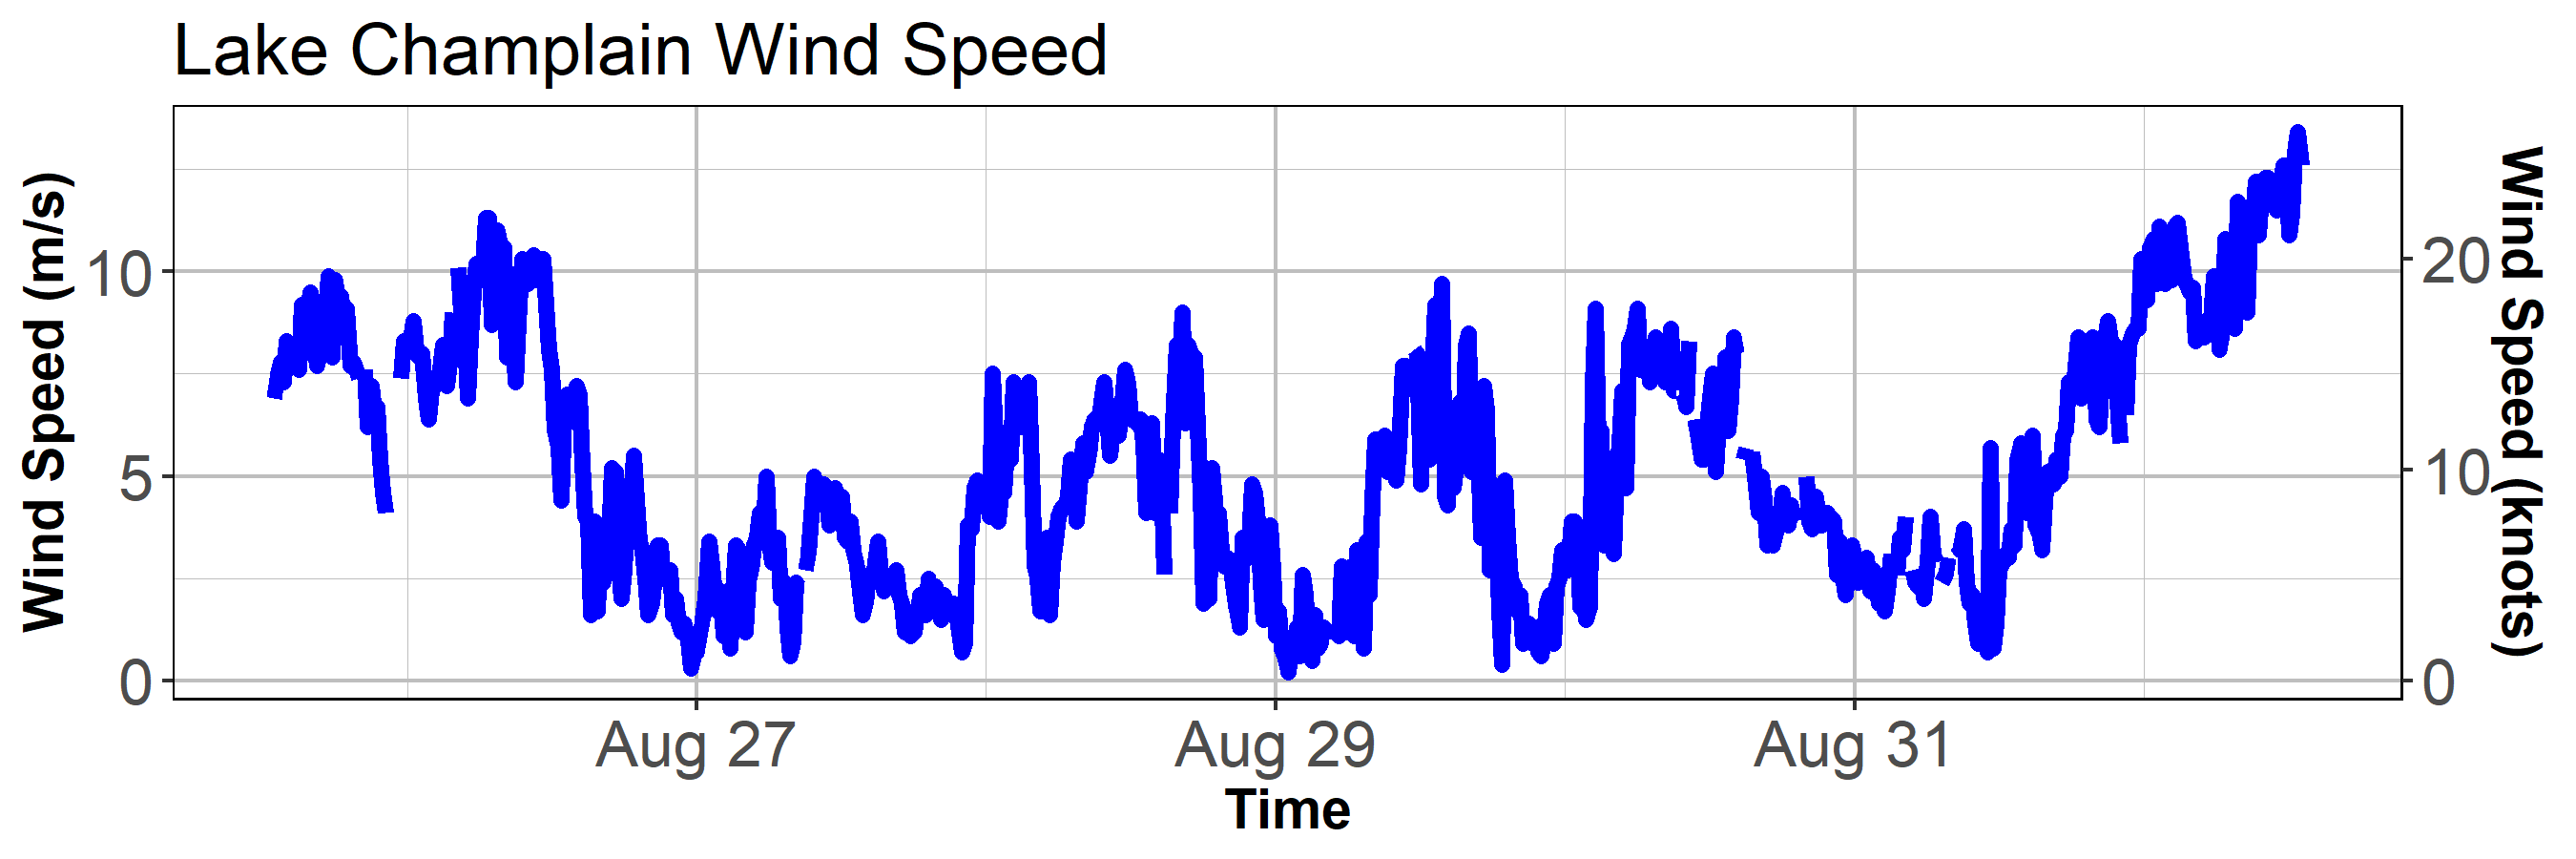 Lake Champlain Wind Speed
Wind Speed (m/s)
10
5
0
20
10
0
Wind Speed (knots)
Aug 27
Aug 29
Aug 31
Time